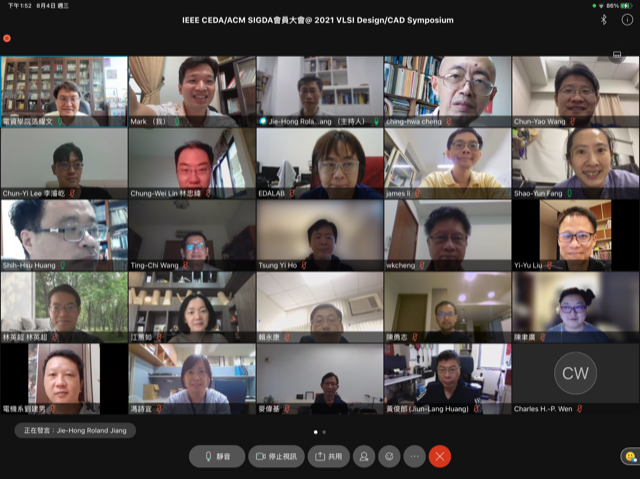 下午1:52 8月4日 週三
86%
IEEE CEDA/ACM SIGDA會員大會@ 2021 VLSI Design/CAD Symposium
電資學院張耀文
Mark （我）
Jie-Hong Rola...ang （主持人）
ching-hwa cheng
Chun-Yao Wang
Chun-Yi Lee 李濬屹
Chung-Wei Lin 林忠緯
EDALAB
james li
Shao-Yun Fang
Shih-Hsu Huang
Ting-Chi Wang
Tsung Yi Ho
wkcheng
Yi-Yu Liu
林英超 林英超
江蕙如
賴永康
陳勇志
陳聿廣
電機系劉建男
馮詩宜
麥偉基
黃俊郎 (Jiun-Lang Huang)
CW
Charles H.-P. Wen
正在發言：Jie-Hong Roland Jiang
靜音
停止視訊
共用